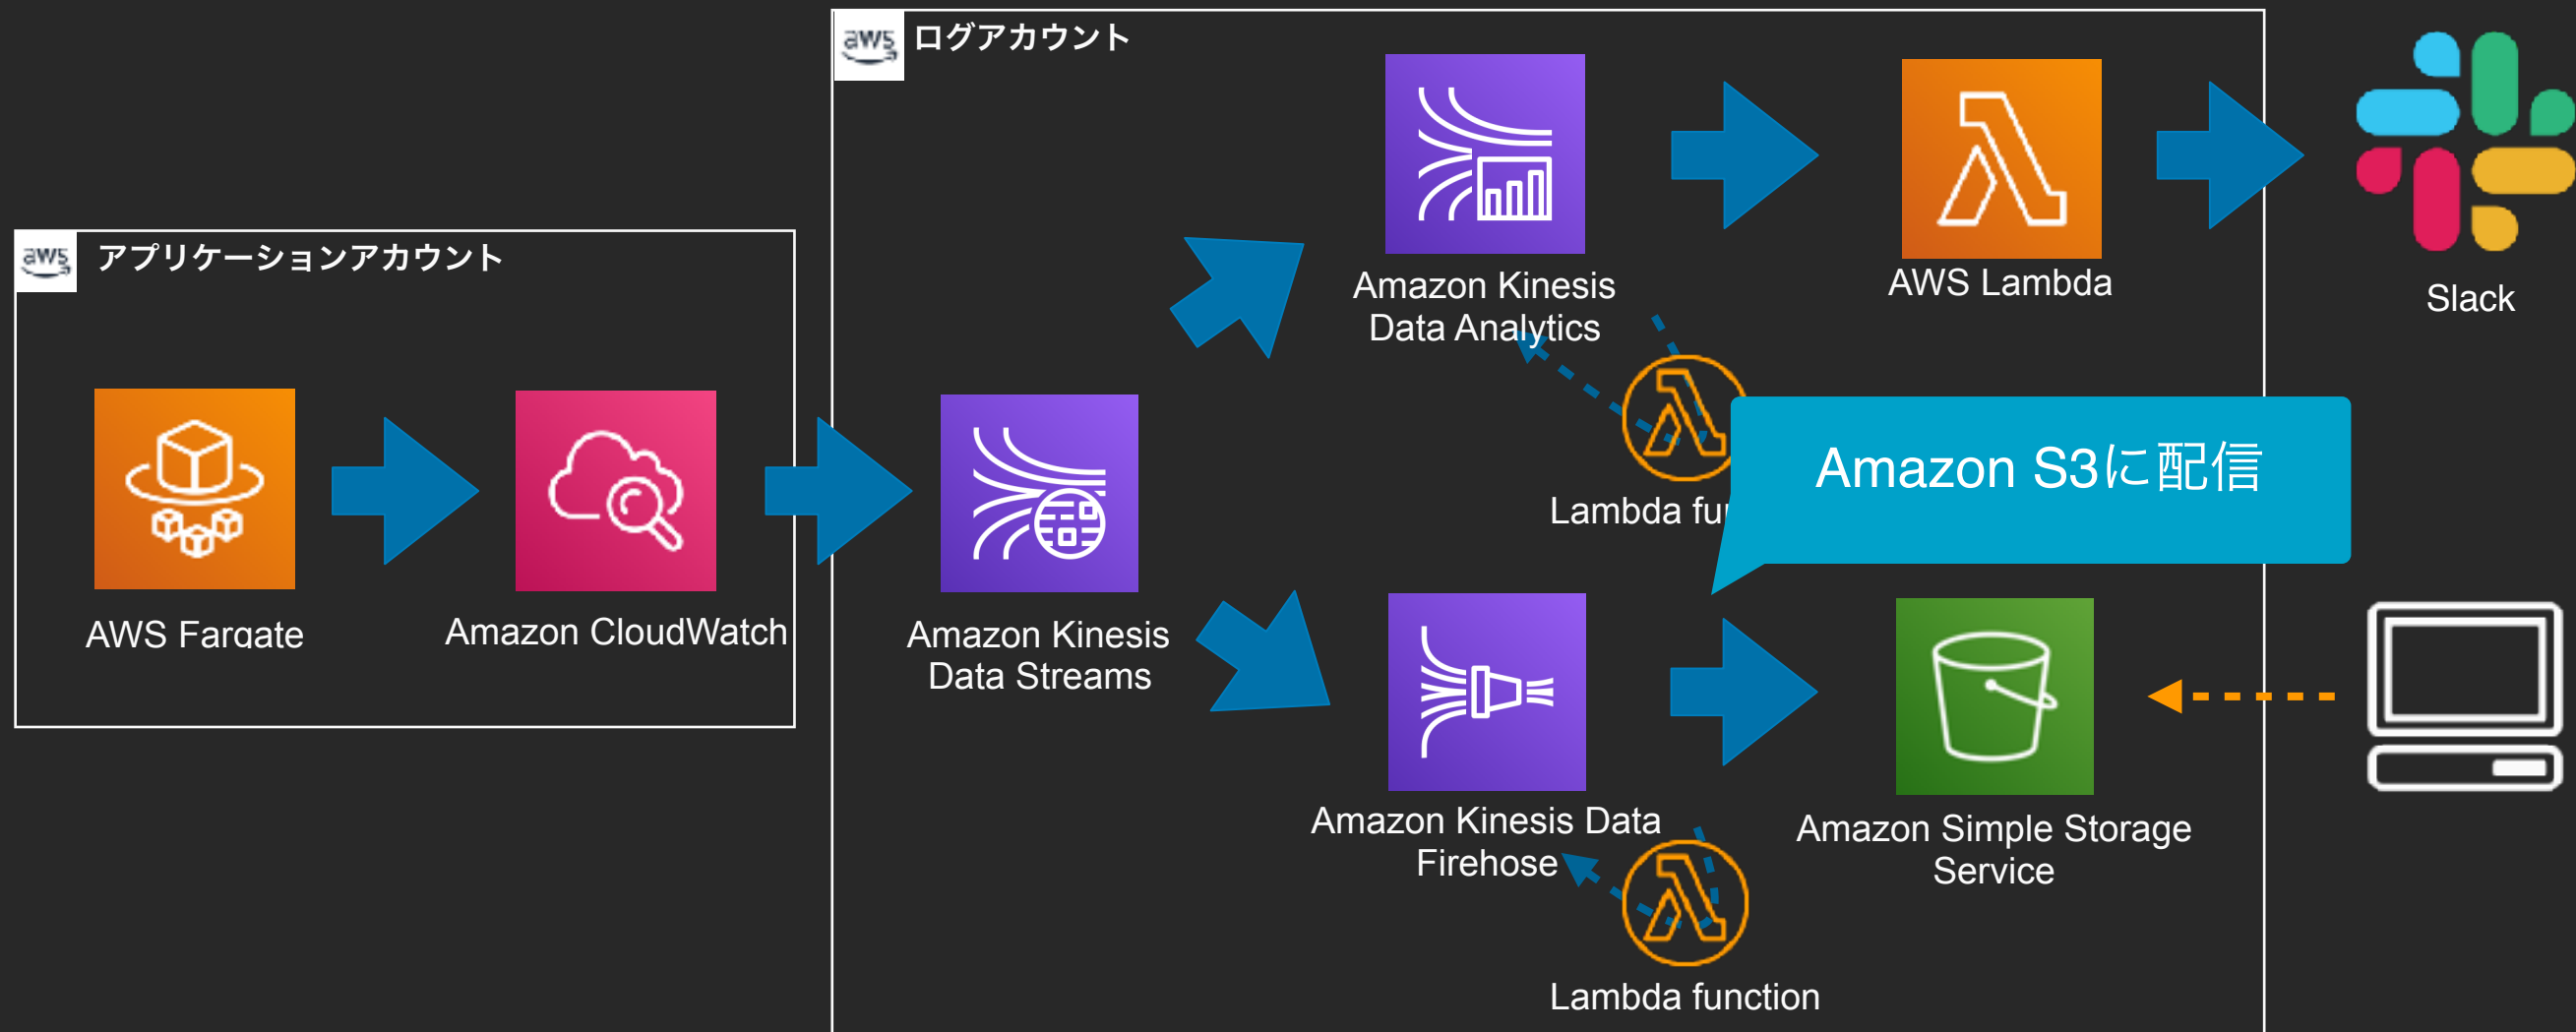 aws ログアカウント
aws アプリケーションアカウント
AWS Fargate
Amazon CloudWatch
Amazon Kinesis
Data Streams
Amazon Kinesis
Data Analytics
AWS Lambda
Slack
Lambda fu
Amazon S3に配信
Amazon Kinesis Data
Firehose
Amazon Simple Storage
Service
Lambda function